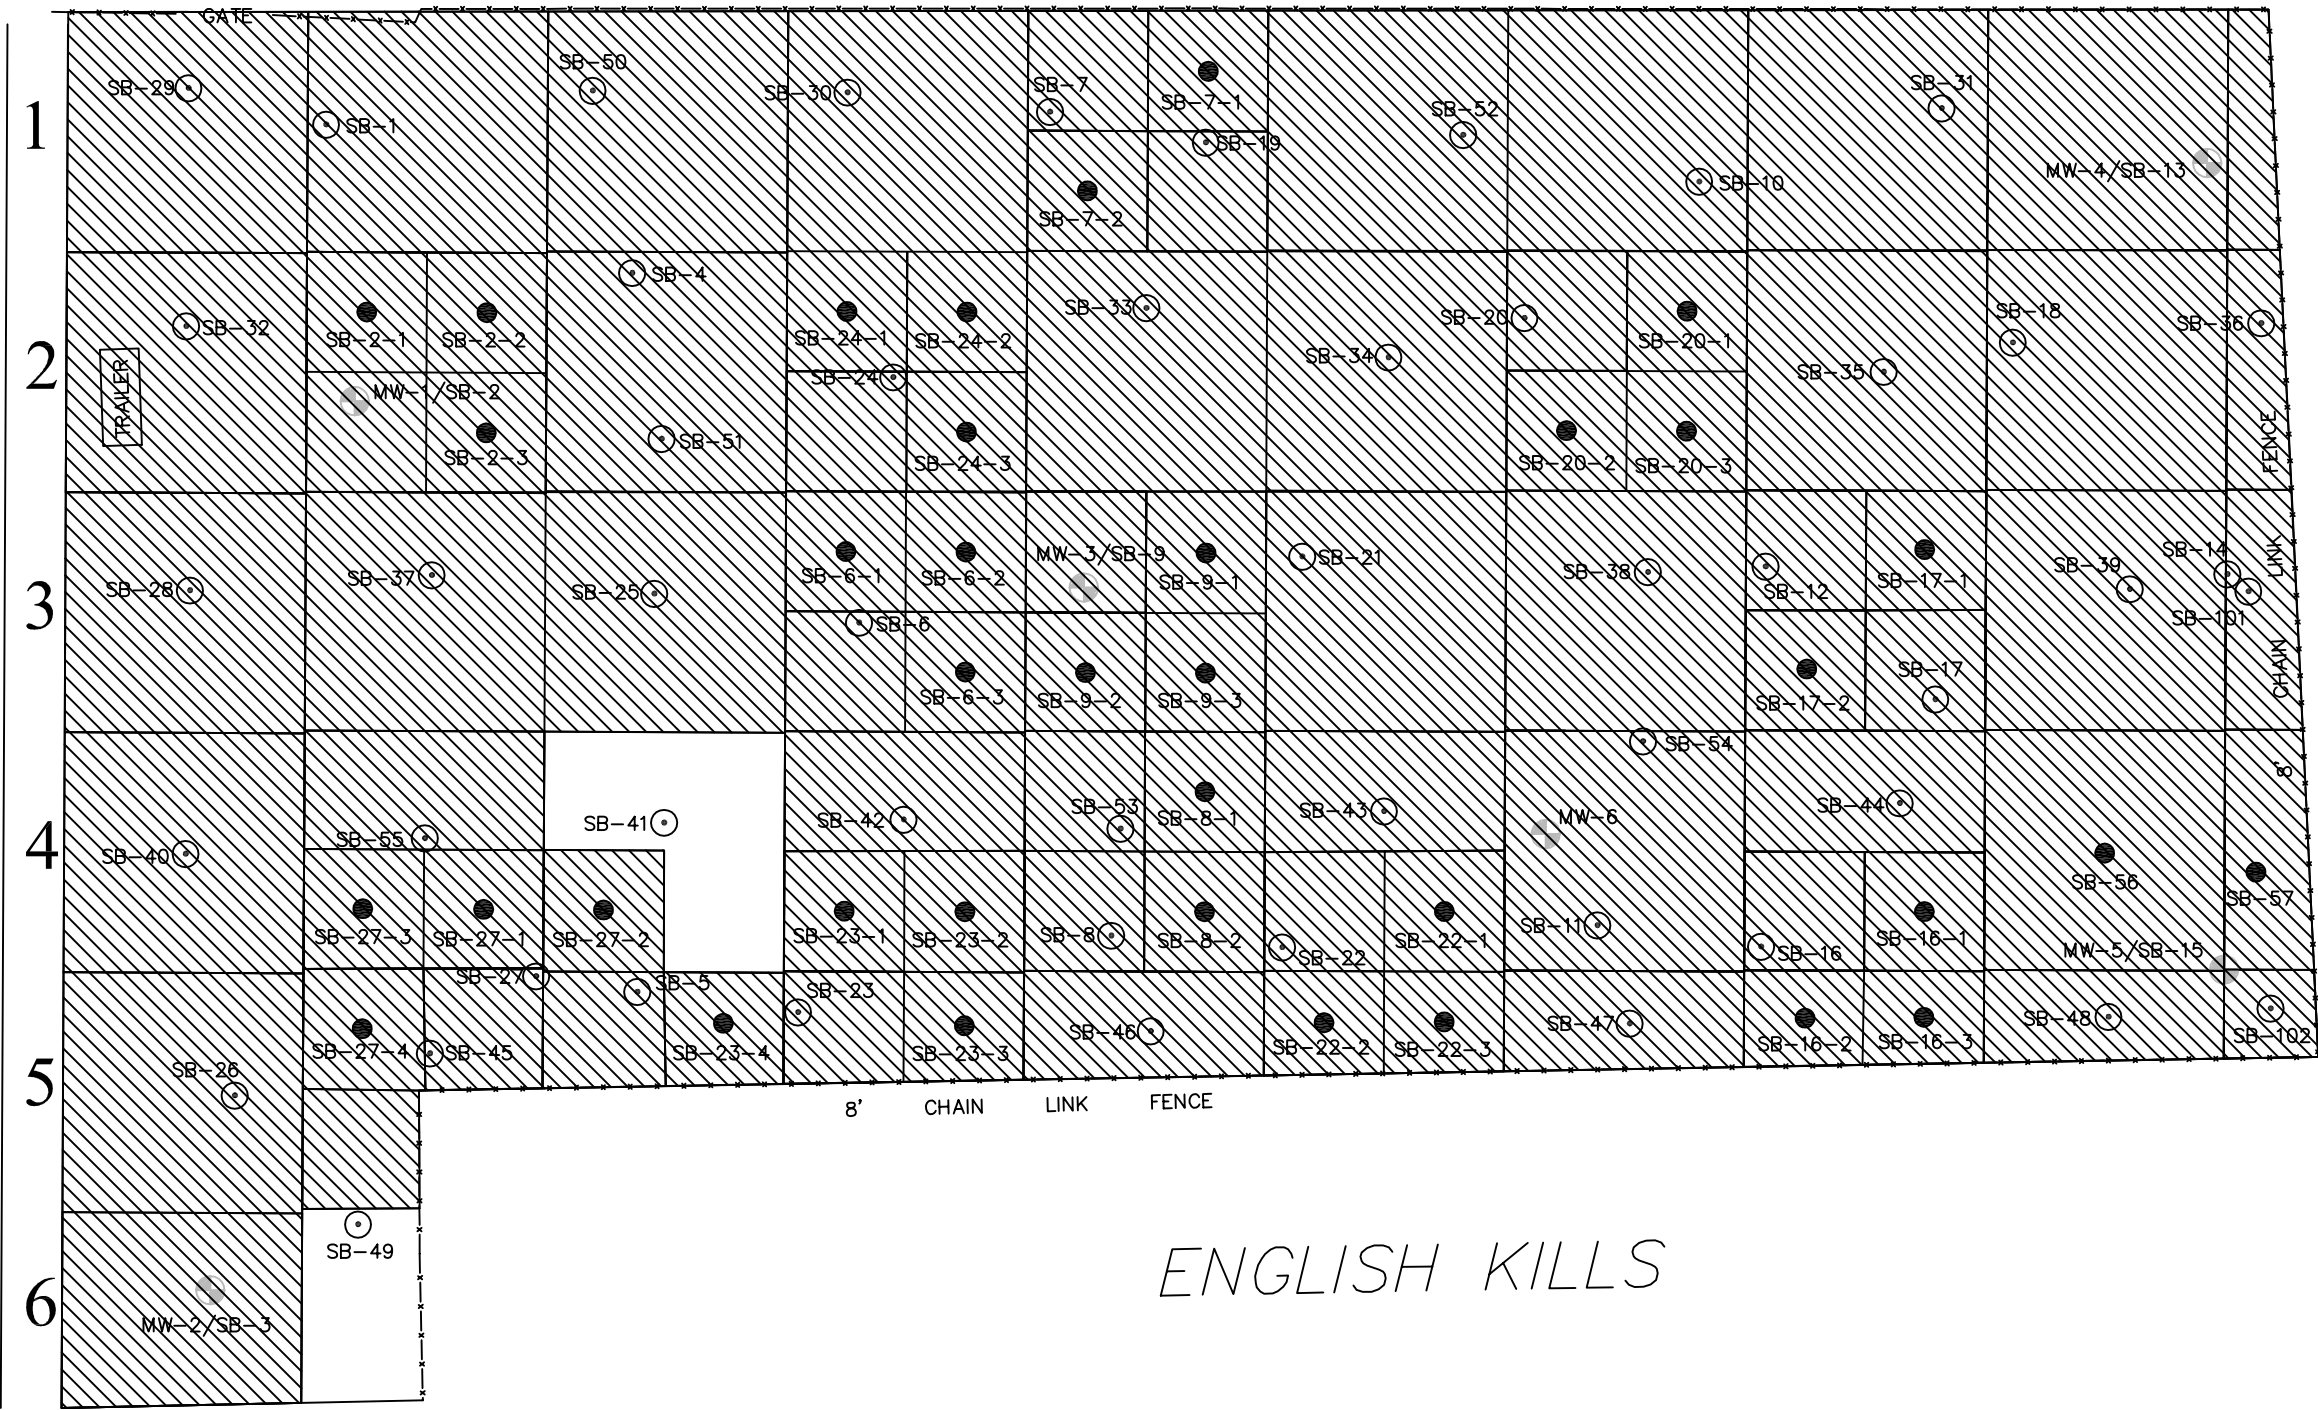 GATE
1
SB-29
SB-1
SB-50
SB-30
SB-7
SB-7-1
SB-19
SB-7-2
SB-52
SB-10
SB-31
MW-4/SB-13
2
SB-32
TRAILER
SB-2-1
SB-2-2
MW-1/SB-2
SB-2-3
SB-4
SB-51
SB-24-1
SB-24-2
SB-24
SB-24-3
SB-33
SB-34
SB-20
SB-20-1
SB-20-2
SB-20-3
SB-35
SB-18
SB-36
3
SB-28
SB-37
SB-25
SB-6-1
SB-6-2
SB-6
SB-6-3
MW-3/SB-9
SB-9-1
SB-9-2
SB-9-3
SB-21
SB-38
SB-12
SB-17-1
SB-17-2
SB-17
SB-39
SB-14
SB-101
8' CHAIN LINK FENCE
4
SB-40
SB-55
SB-27-3
SB-27-1
SB-41
SB-27-2
SB-42
SB-23-1
SB-23-2
SB-53
SB-8-1
SB-8
SB-8-2
SB-43
SB-22
SB-22-1
SB-54
MW-6
SB-11
SB-44
SB-16
SB-16-1
SB-56
MW-5/SB-15
SB-57
5
SB-26
SB-27
SB-27-4
SB-45
SB-5
SB-23-4
SB-23
SB-23-3
SB-46
SB-22-2
SB-22-3
SB-47
SB-16-2
SB-16-3
SB-48
SB-102
8' CHAIN LINK FENCE
6
SB-49
MW-2/SB-3
ENGLISH KILLS